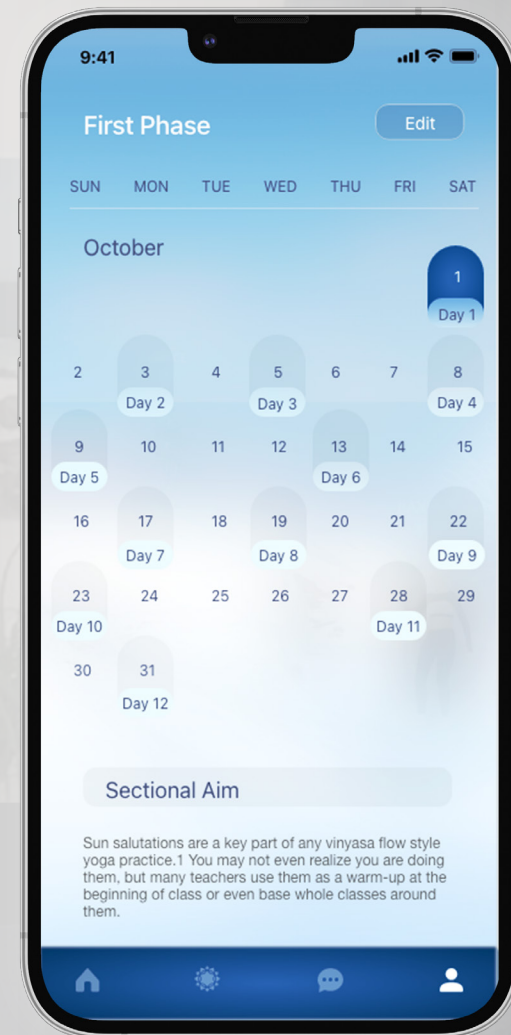 9:41
First Phase
Edit
SUN MON TUE WED THU FRI SAT
October
1
Day 1
2 3 4 5 6 7 8
Day 2 Day 3 Day 4
9 10 11 12 13 14 15
Day 5 Day 6
16 17 18 19 20 21 22
Day 7 Day 8 Day 9
23 24 25 26 27 28 29
Day 10 Day 11
30 31
Day 12
Sectional Aim
Sun salutations are a key part of any vinyasa flow style
yoga practice.1 You may not even realize you are doing
them, but many teachers use them as a warm-up at the
beginning of class or even base whole classes around
them.